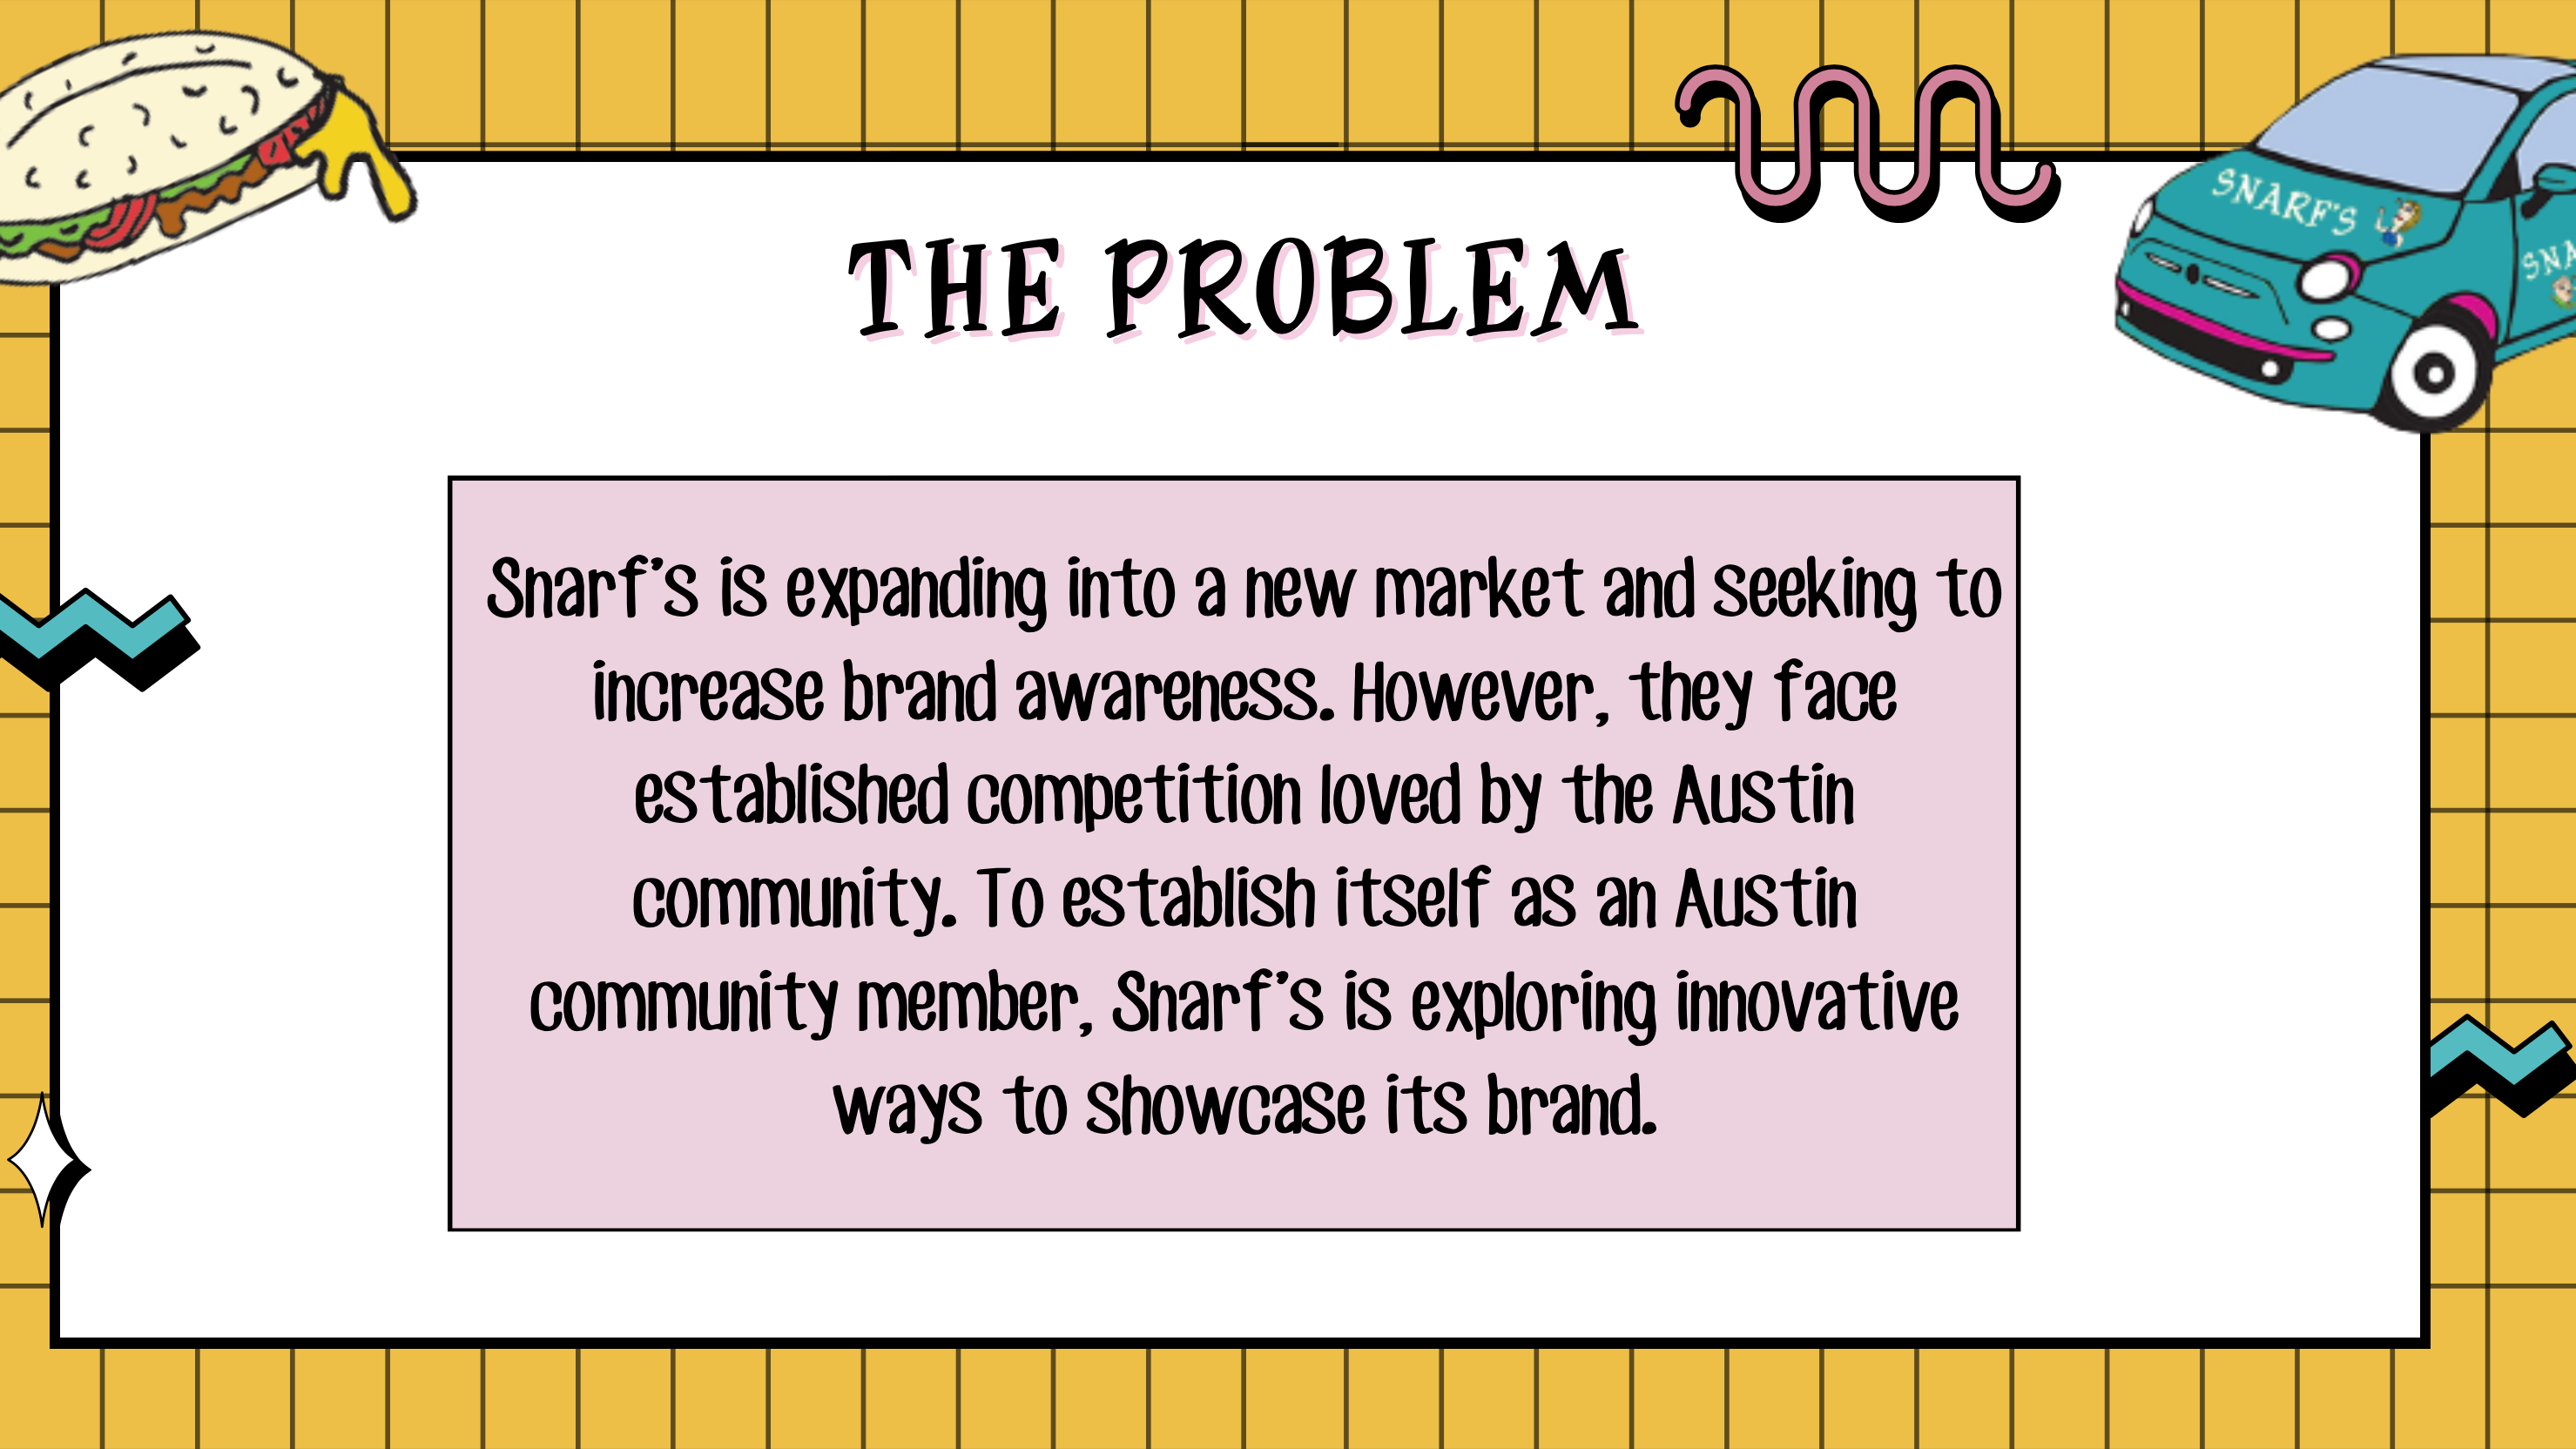 SNARF'S
SNA
THE PROBLEM
Snarf's is expanding into a new market and seeking to
increase brand awareness. However, they face
established competition loved by the Austin
community. To establish itself as an Austin
community member, Snarf's is exploring innovative
ways to showcase its brand.